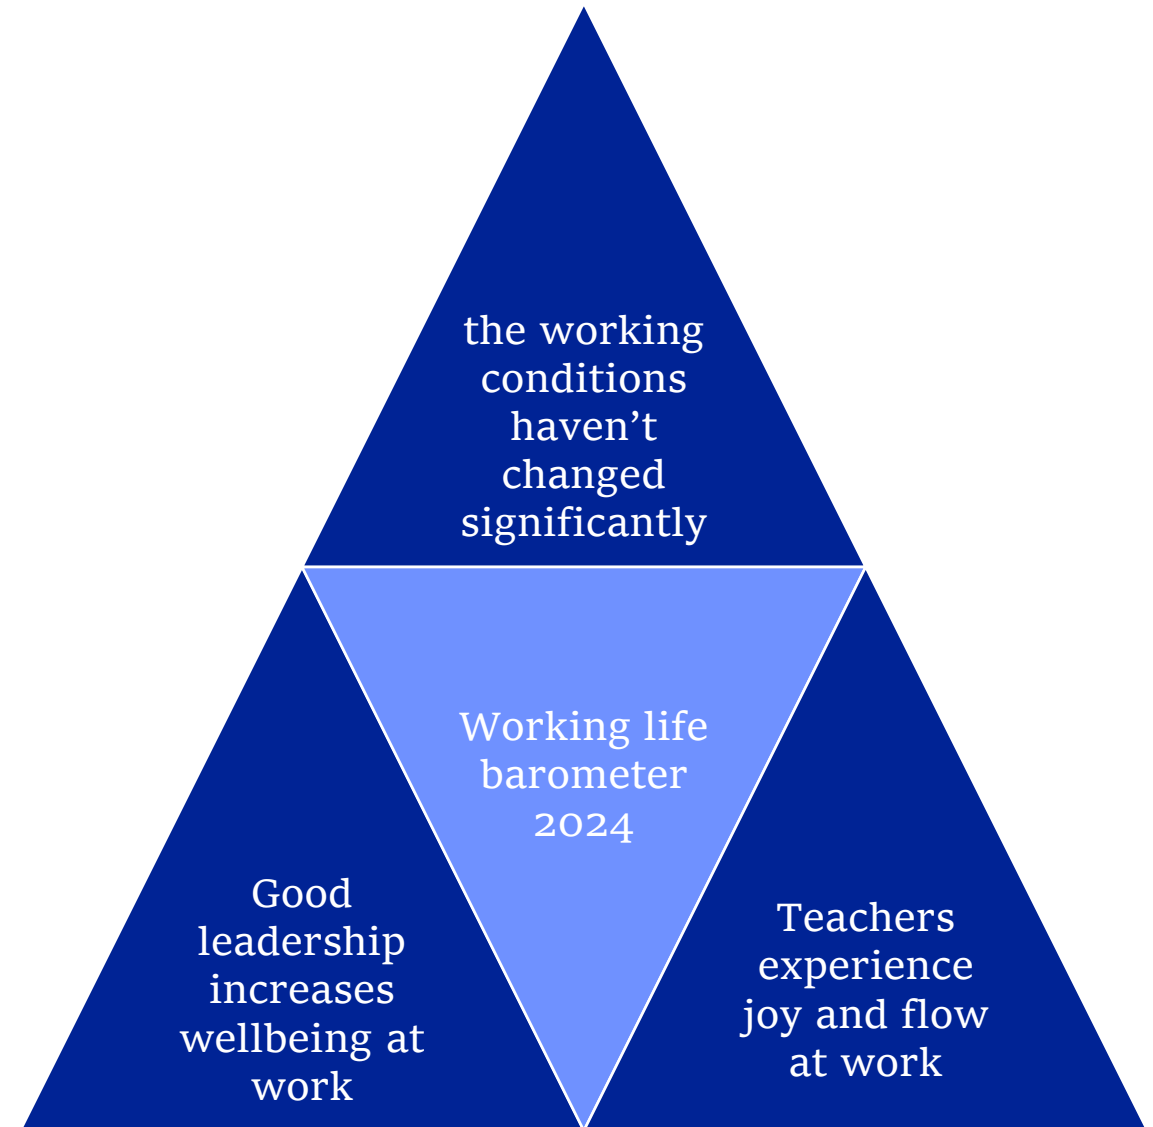 the working
conditions
haven’t
changed
significantly
Working life
barometer
2024
Good
leadership
increases
wellbeing at
work
Teachers
experience
joy and flow
at work